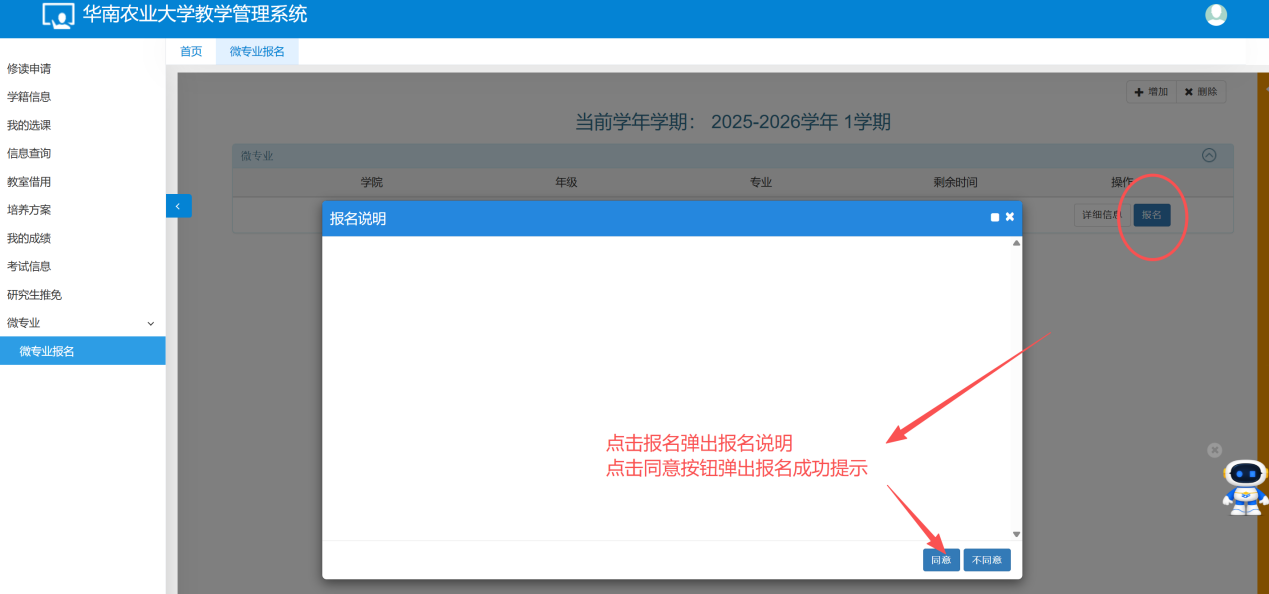 华南农业大学教学管理系统
首页
微专业报名
修读申请
学籍信息
我的选课
信息查询
教室借用
培养方案
我的成绩
考试信息
研究生推免
微专业
微专业报名
增加
删除
当前学年学期： 2025-2026学年 1学期
微专业
学院 年级 专业 剩余时间 操作
详细信息 报名
报名说明
点击报名弹出报名说明
点击同意按钮弹出报名成功提示
同意 不同意